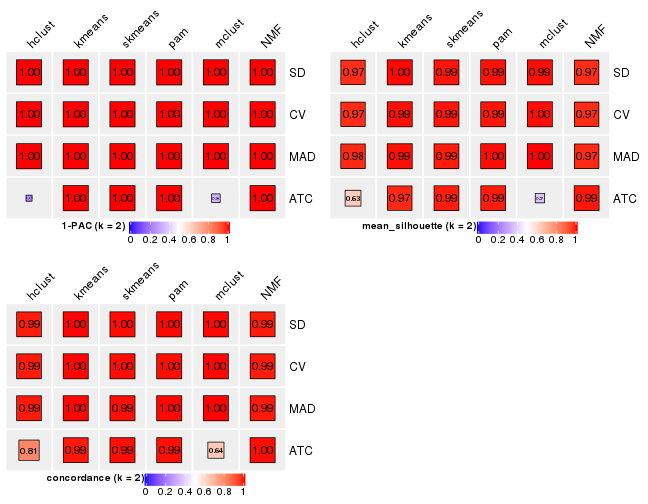 hclust kmeans skmeans pam mclust NMF
1.00 1.00 1.00 1.00 1.00 1.00 SD
1.00 1.00 1.00 1.00 1.00 1.00 CV
1.00 1.00 1.00 1.00 1.00 1.00 MAD
1.00 1.00 1.00 1.00 ATC
1-PAC (k = 2)
0 0.2 0.4 0.6 0.8 1
hclust kmeans skmeans pam mclust NMF
0.97 1.00 0.99 0.99 0.99 0.97 SD
0.97 0.99 0.99 0.99 1.00 0.97 CV
0.98 0.99 0.99 1.00 1.00 0.97 MAD
0.63 0.97 0.99 0.99 0.99 ATC
mean_silhouette (k = 2)
0 0.2 0.4 0.6 0.8 1
hclust kmeans skmeans pam mclust NMF
0.99 1.00 1.00 1.00 1.00 0.99 SD
0.99 1.00 1.00 1.00 1.00 0.99 CV
0.99 1.00 0.99 1.00 1.00 0.99 MAD
0.81 0.99 0.99 0.99 0.64 1.00 ATC
concordance (k = 2)
0 0.2 0.4 0.6 0.8 1